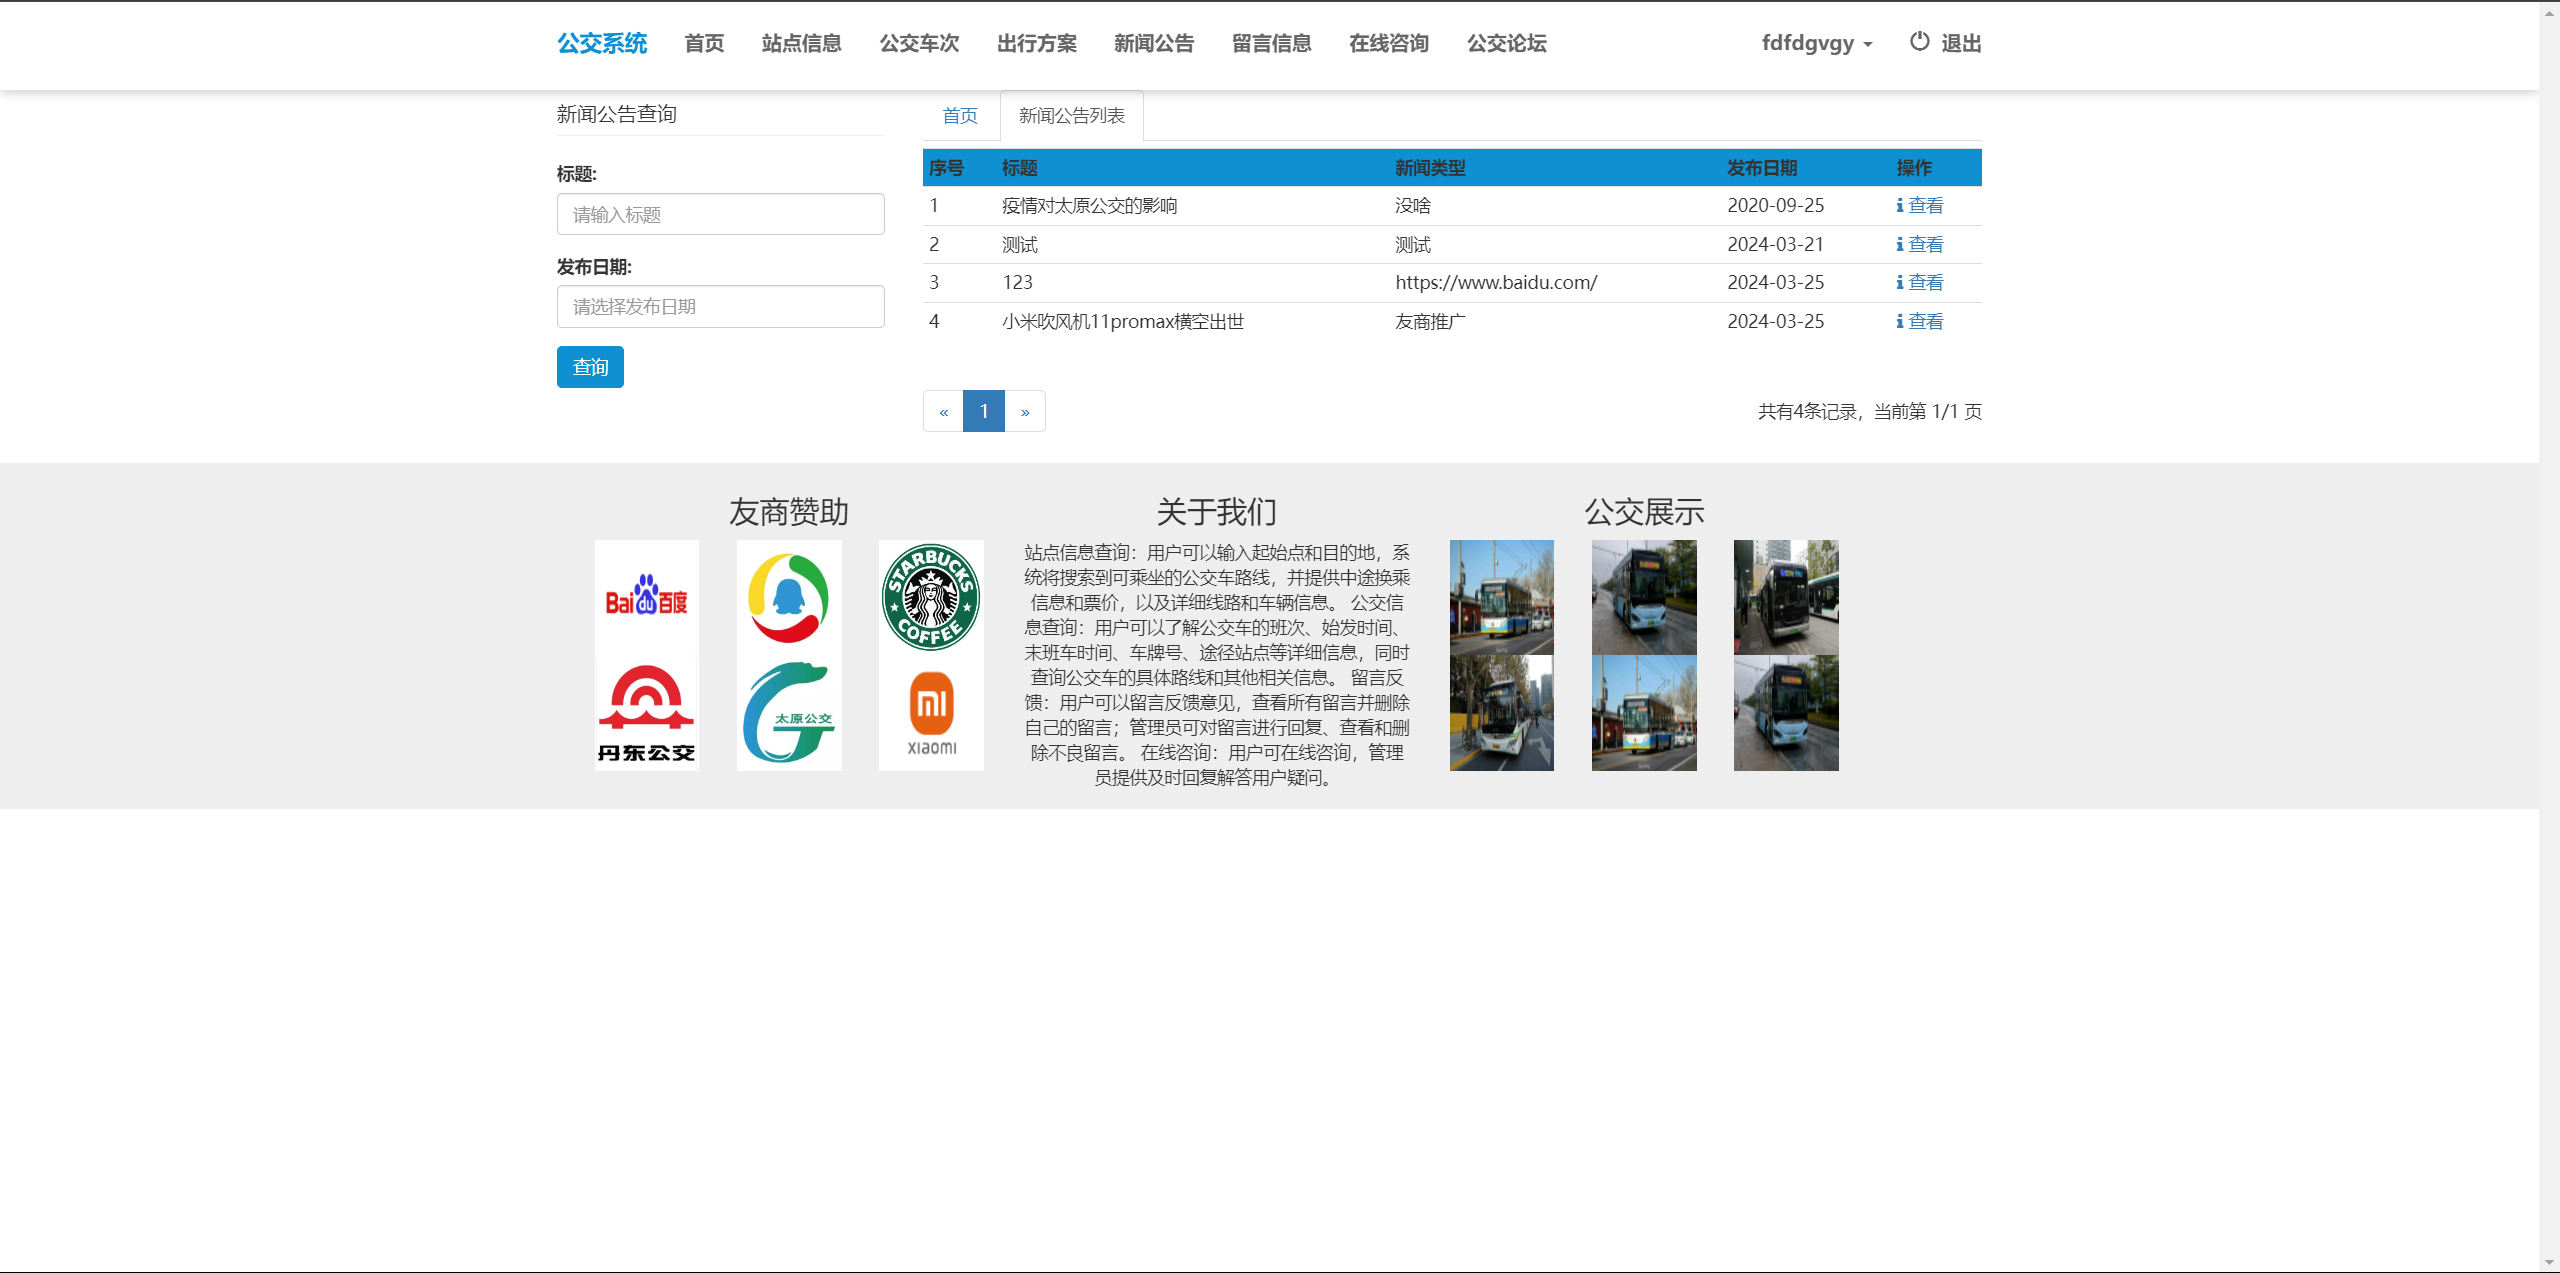 公交系统 首页 站点信息 公交车次 出行方案 新闻公告 留言信息 在线咨询 公交论坛 fdfdgvgy 退出
新闻公告查询
标题:
请输入标题
发布日期:
请选择发布日期
查询
首页 新闻公告列表
序号 标题 新闻类型 发布日期 操作
1 疫情对太原公交的影响 没啥 2020-09-25 查看
2 测试 测试 2024-03-21 查看
3 123 https://www.baidu.com/ 2024-03-25 查看
4 小米吹风机11promax横空出世 友商推广 2024-03-25 查看
« 1 »
共有4条记录，当前第 1/1 页
友商赞助
Bai du 百度
STARBUCKS COFFEE
丹东公交
太原公交
xiaomi
关于我们
站点信息查询：用户可以输入起始点和目的地，系
统将搜索到可乘坐的公交车路线，并提供中途换乘
信息和票价，以及详细线路和车辆信息。 公交信
息查询：用户可以了解公交车的班次、始发时间、
末班车时间、车牌号、途径站点等详细信息，同时
查询公交车的具体路线和其他相关信息。 留言反
馈：用户可以留言反馈意见，查看所有留言并删除
自己的留言；管理员可对留言进行回复、查看和删
除不良留言。 在线咨询：用户可在线咨询，管理
员提供及时回复解答用户疑问。
公交展示